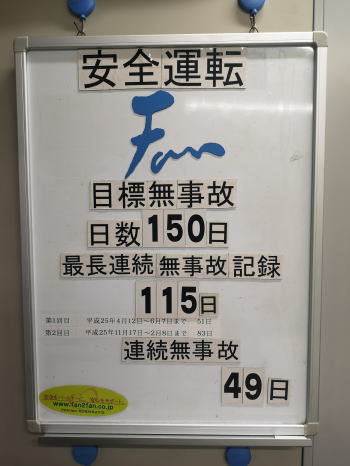 安全運転
Fan
目標無事故
日数150日
最長連続無事故記録
115日
第1回目 平成25年4月12日～6月7日まで 51日
第2回目 平成25年11月17日～2月8日まで 83日
連続無事故
49日
www.fan2fan.co.jp